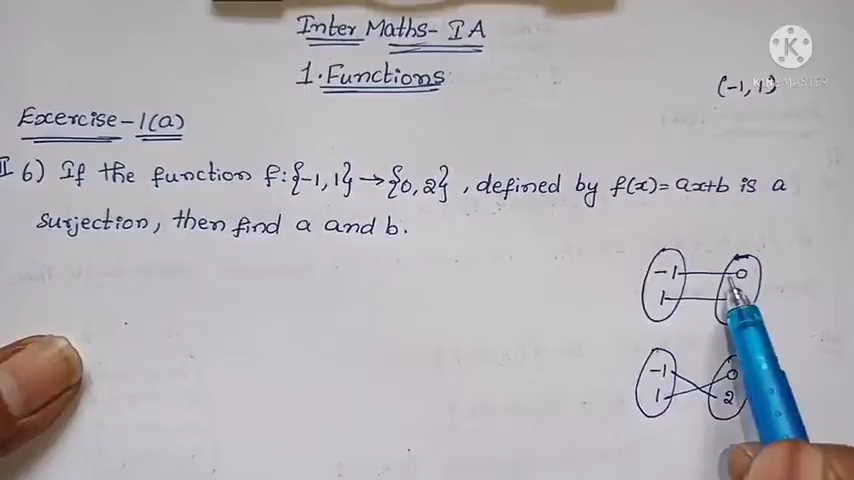 Inter Maths- IA
1. Functions
(-1, 1)
KINEMASTER
Exercise-1(a)
II 6) If the function f:{-1, 1} → {0, 2}, defined by f(x)= ax+b is a
surjection, then find a and b.
-1 0
1
-1 0
1 2